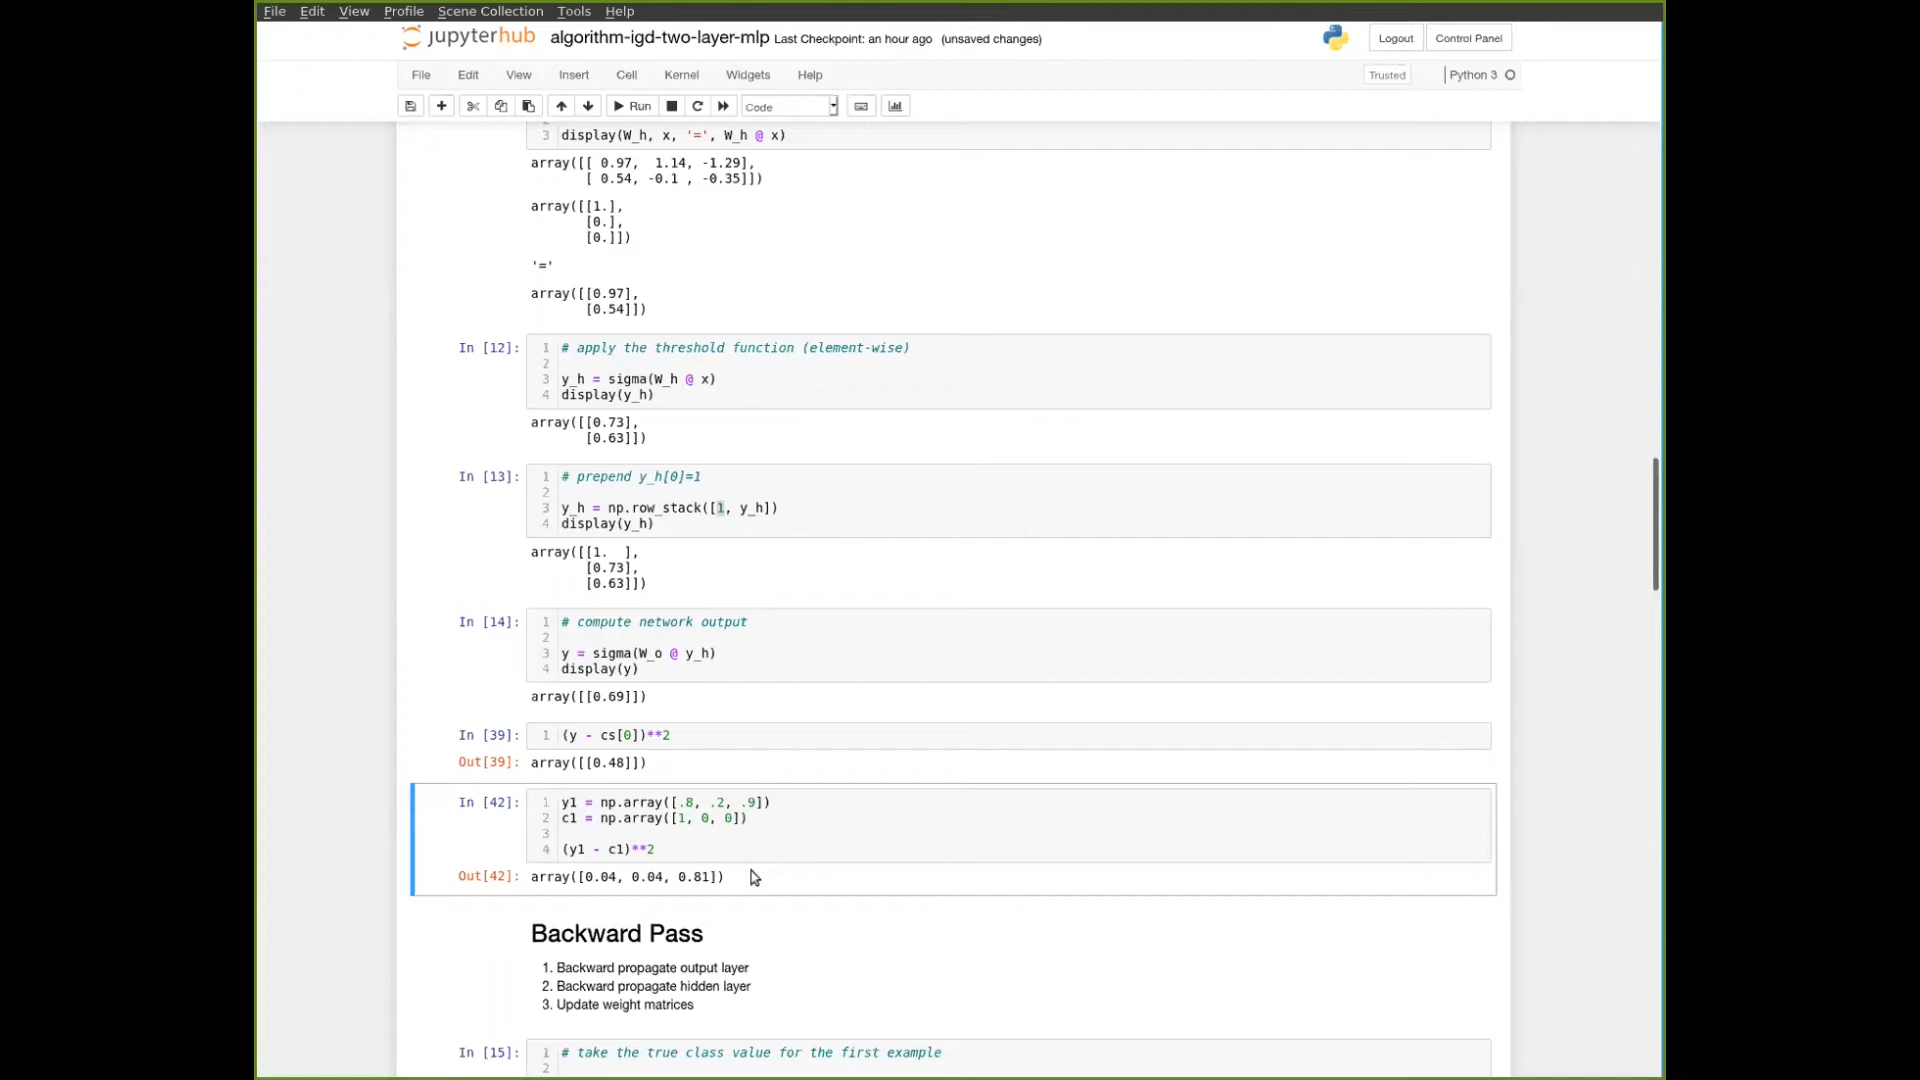 File Edit View Profile Scene Collection Tools Help
jupyterhub algorithm-igd-two-layer-mlp Last Checkpoint: an hour ago (unsaved changes) Logout Control Panel
File Edit View Insert Cell Kernel Widgets Help Trusted Python 3
Run Code
3 display(W_h, x, '=', W_h @ x)
array([[ 0.97, 1.14, -1.29],
[ 0.54, -0.1 , -0.35]])
array([[1.],
[0.],
[0.]])
'='
array([[0.97],
[0.54]])
In [12]: 1 # apply the threshold function (element-wise)
2
3 y_h = sigma(W_h @ x)
4 display(y_h)
array([[0.73],
[0.63]])
In [13]: 1 # prepend y_h[0]=1
2
3 y_h = np.row_stack([1, y_h])
4 display(y_h)
array([[1. ],
[0.73],
[0.63]])
In [14]: 1 # compute network output
2
3 y = sigma(W_o @ y_h)
4 display(y)
array([[0.69]])
In [39]: 1 (y - cs[0])**2
Out[39]: array([[0.48]])
In [42]: 1 y1 = np.array([.8, .2, .9])
2 c1 = np.array([1, 0, 0])
3
4 (y1 - c1)**2
Out[42]: array([0.04, 0.04, 0.81])
Backward Pass
1. Backward propagate output layer
2. Backward propagate hidden layer
3. Update weight matrices
In [15]: 1 # take the true class value for the first example
2